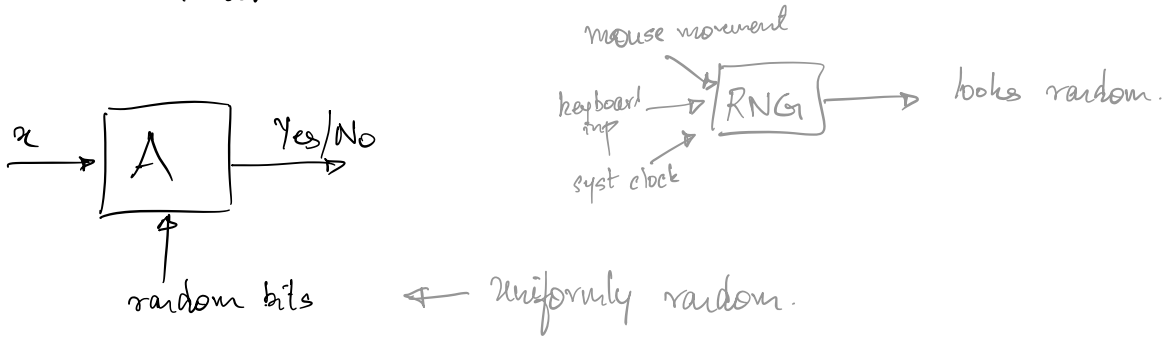 mouse movement
keyboard
inp
syst clock
RNG
looks random.
x
A
Yes/No
random bits
uniformly random.